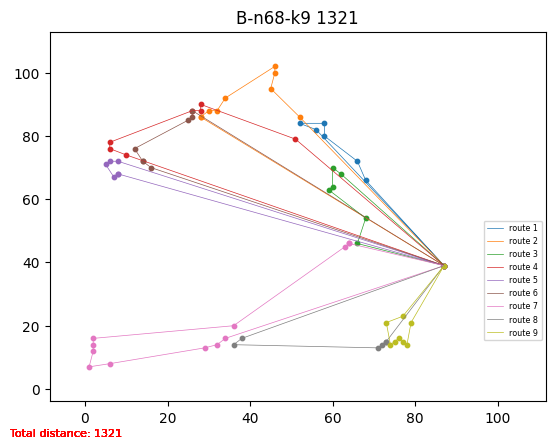 B-n68-k9 1321
100
80
60
40
20
0
0 20 40 60 80 100
route 1
route 2
route 3
route 4
route 5
route 6
route 7
route 8
route 9
Total distance: 1321